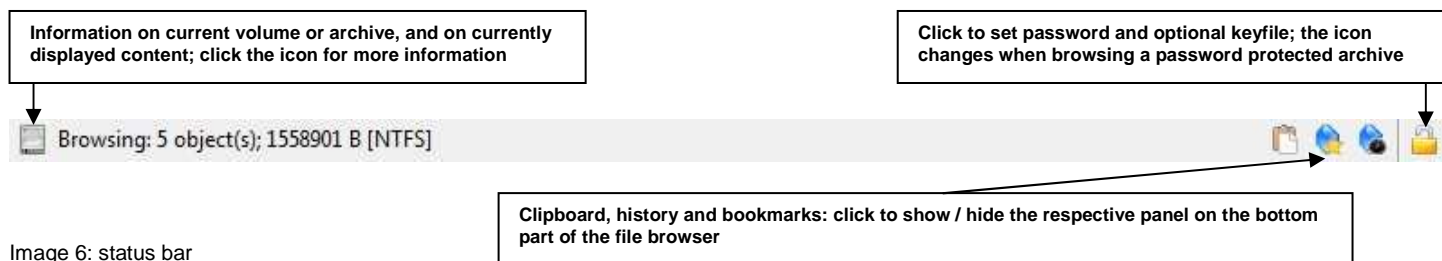 Information on current volume or archive, and on currently
displayed content; click the icon for more information
Click to set password and optional keyfile; the icon
changes when browsing a password protected archive
Browsing: 5 object(s); 1558901 B [NTFS]
Clipboard, history and bookmarks: click to show / hide the respective panel on the bottom
part of the file browser
Image 6: status bar